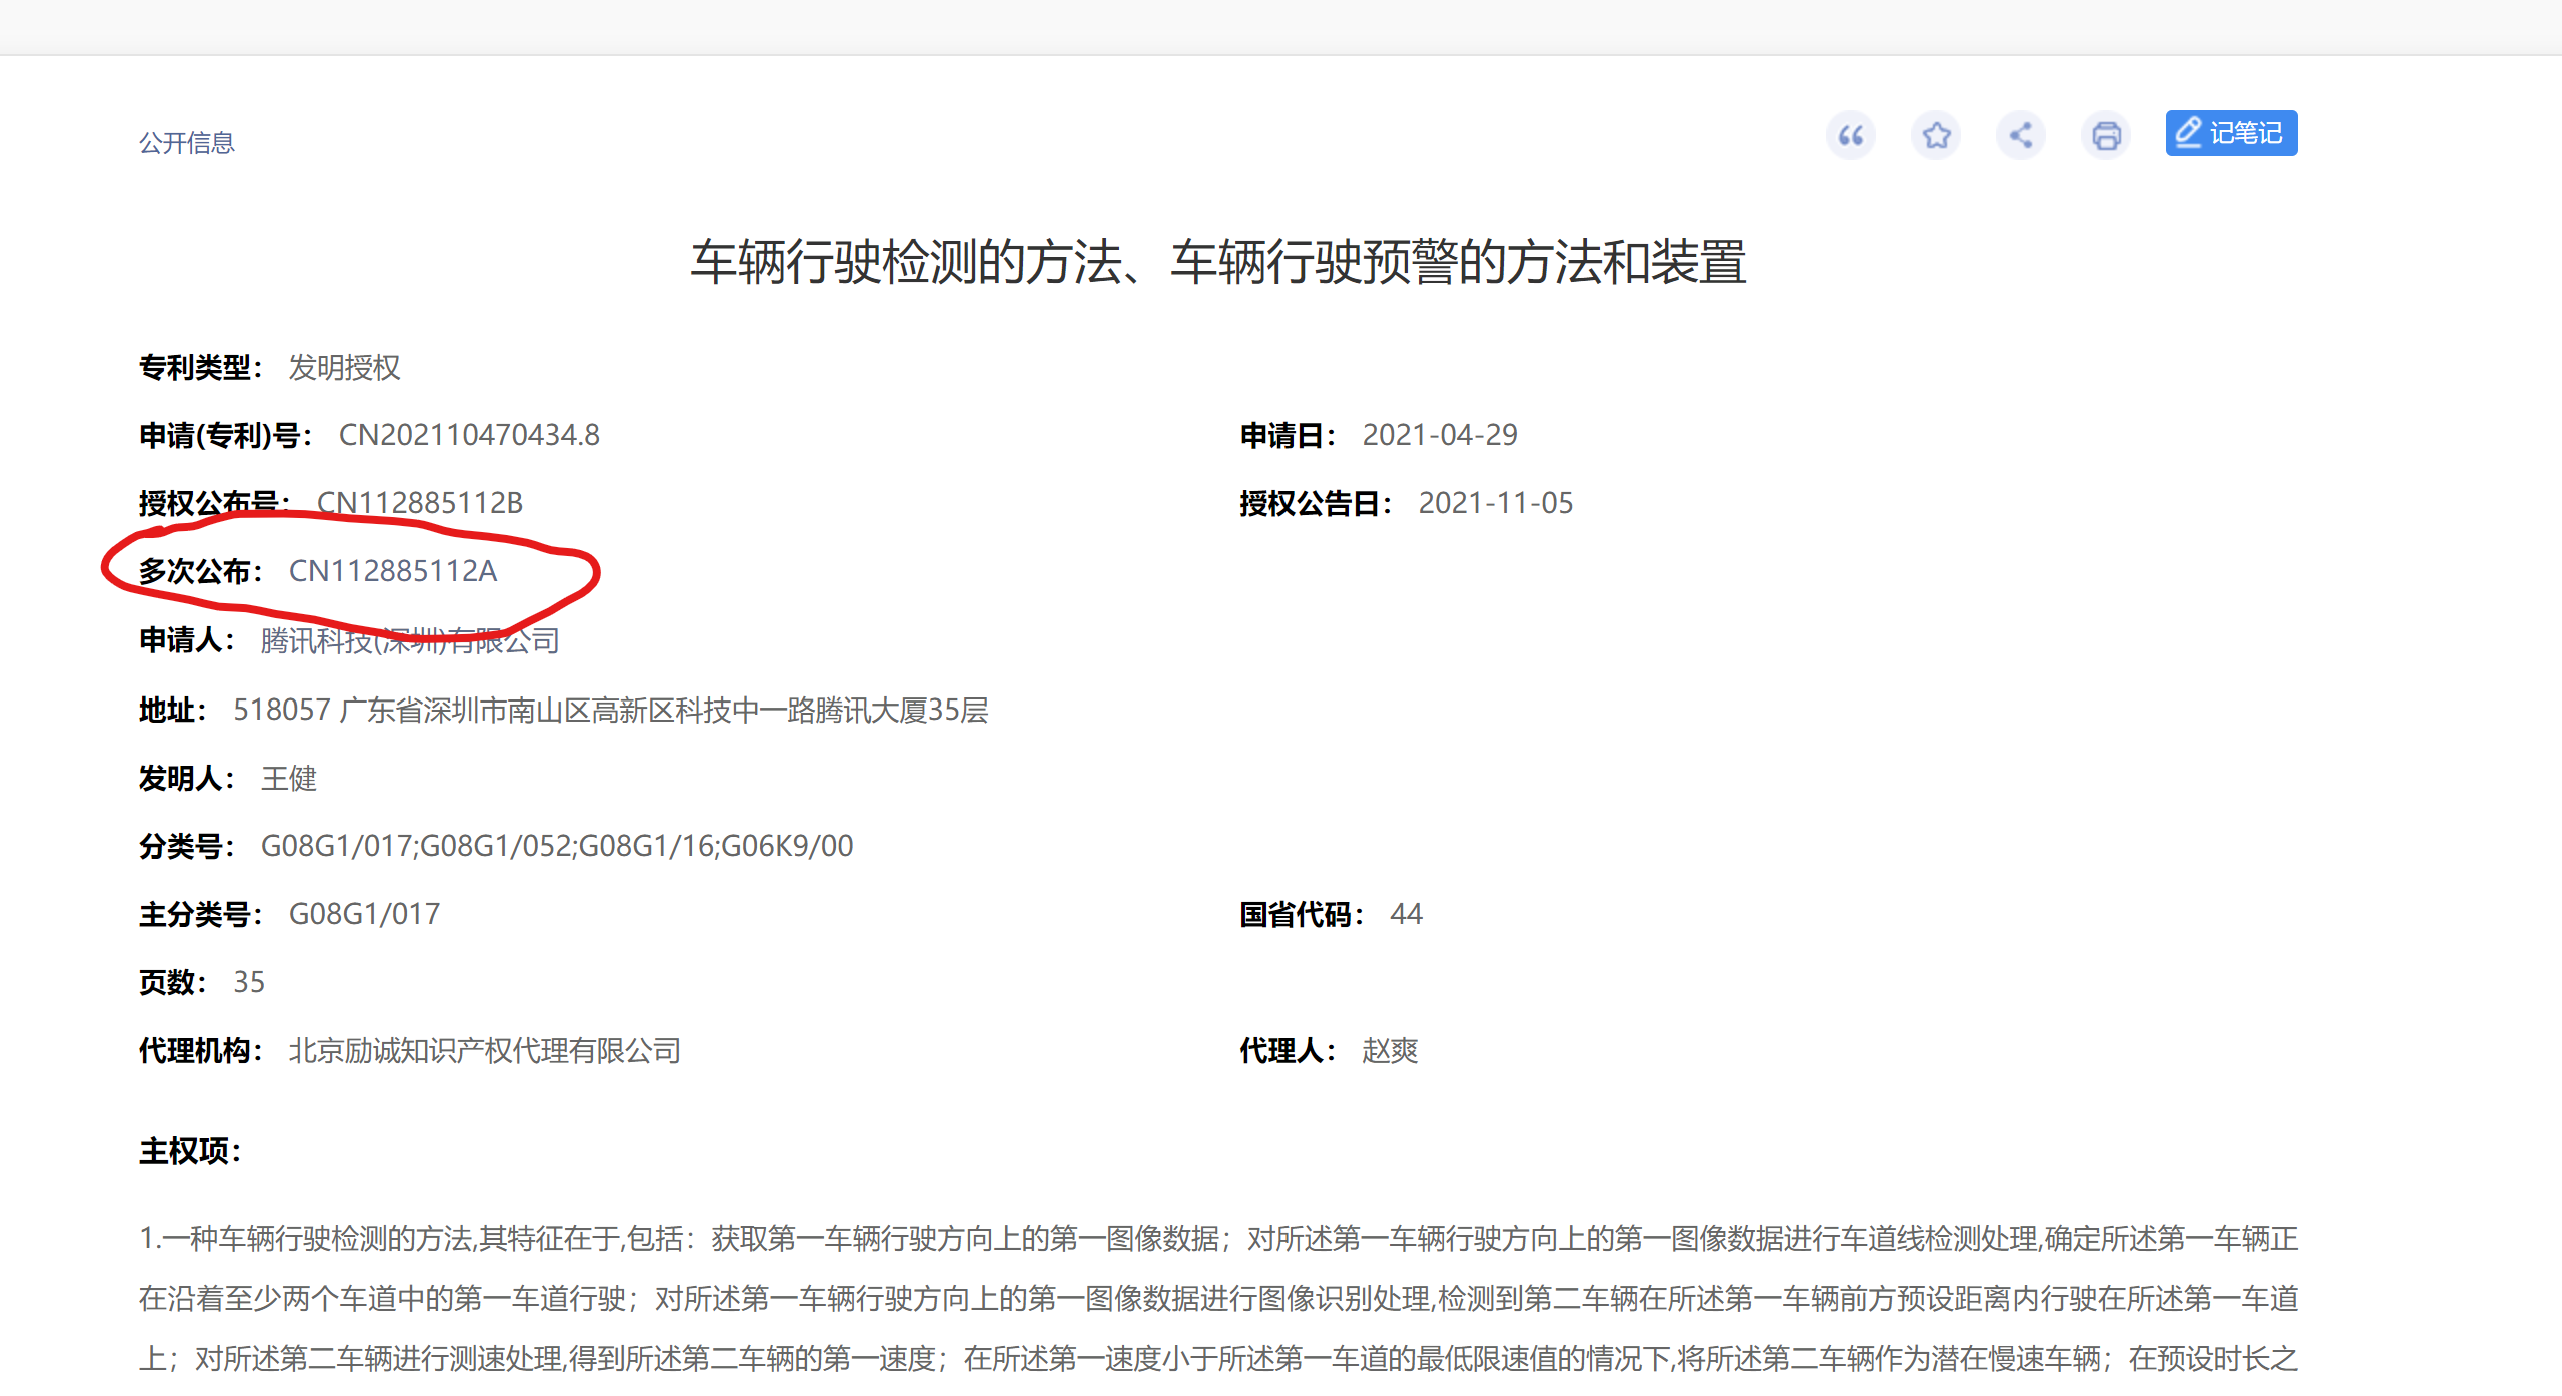 公开信息
记笔记
车辆行驶检测的方法、车辆行驶预警的方法和装置
专利类型： 发明授权
申请(专利)号： CN202110470434.8 申请日： 2021-04-29
授权公布号： CN112885112B 授权公告日： 2021-11-05
多次公布： CN112885112A
申请人： 腾讯科技(深圳)有限公司
地址： 518057 广东省深圳市南山区高新区科技中一路腾讯大厦35层
发明人： 王健
分类号： G08G1/017;G08G1/052;G08G1/16;G06K9/00
主分类号： G08G1/017 国省代码： 44
页数： 35
代理机构： 北京励诚知识产权代理有限公司 代理人： 赵爽
主权项：
1.一种车辆行驶检测的方法,其特征在于,包括：获取第一车辆行驶方向上的第一图像数据；对所述第一车辆行驶方向上的第一图像数据进行车道线检测处理,确定所述第一车辆正
在沿着至少两个车道中的第一车道行驶；对所述第一车辆行驶方向上的第一图像数据进行图像识别处理,检测到第二车辆在所述第一车辆前方预设距离内行驶在所述第一车道
上；对所述第二车辆进行测速处理,得到所述第二车辆的第一速度；在所述第一速度小于所述第一车道的最低限速值的情况下,将所述第二车辆作为潜在慢速车辆；在预设时长之